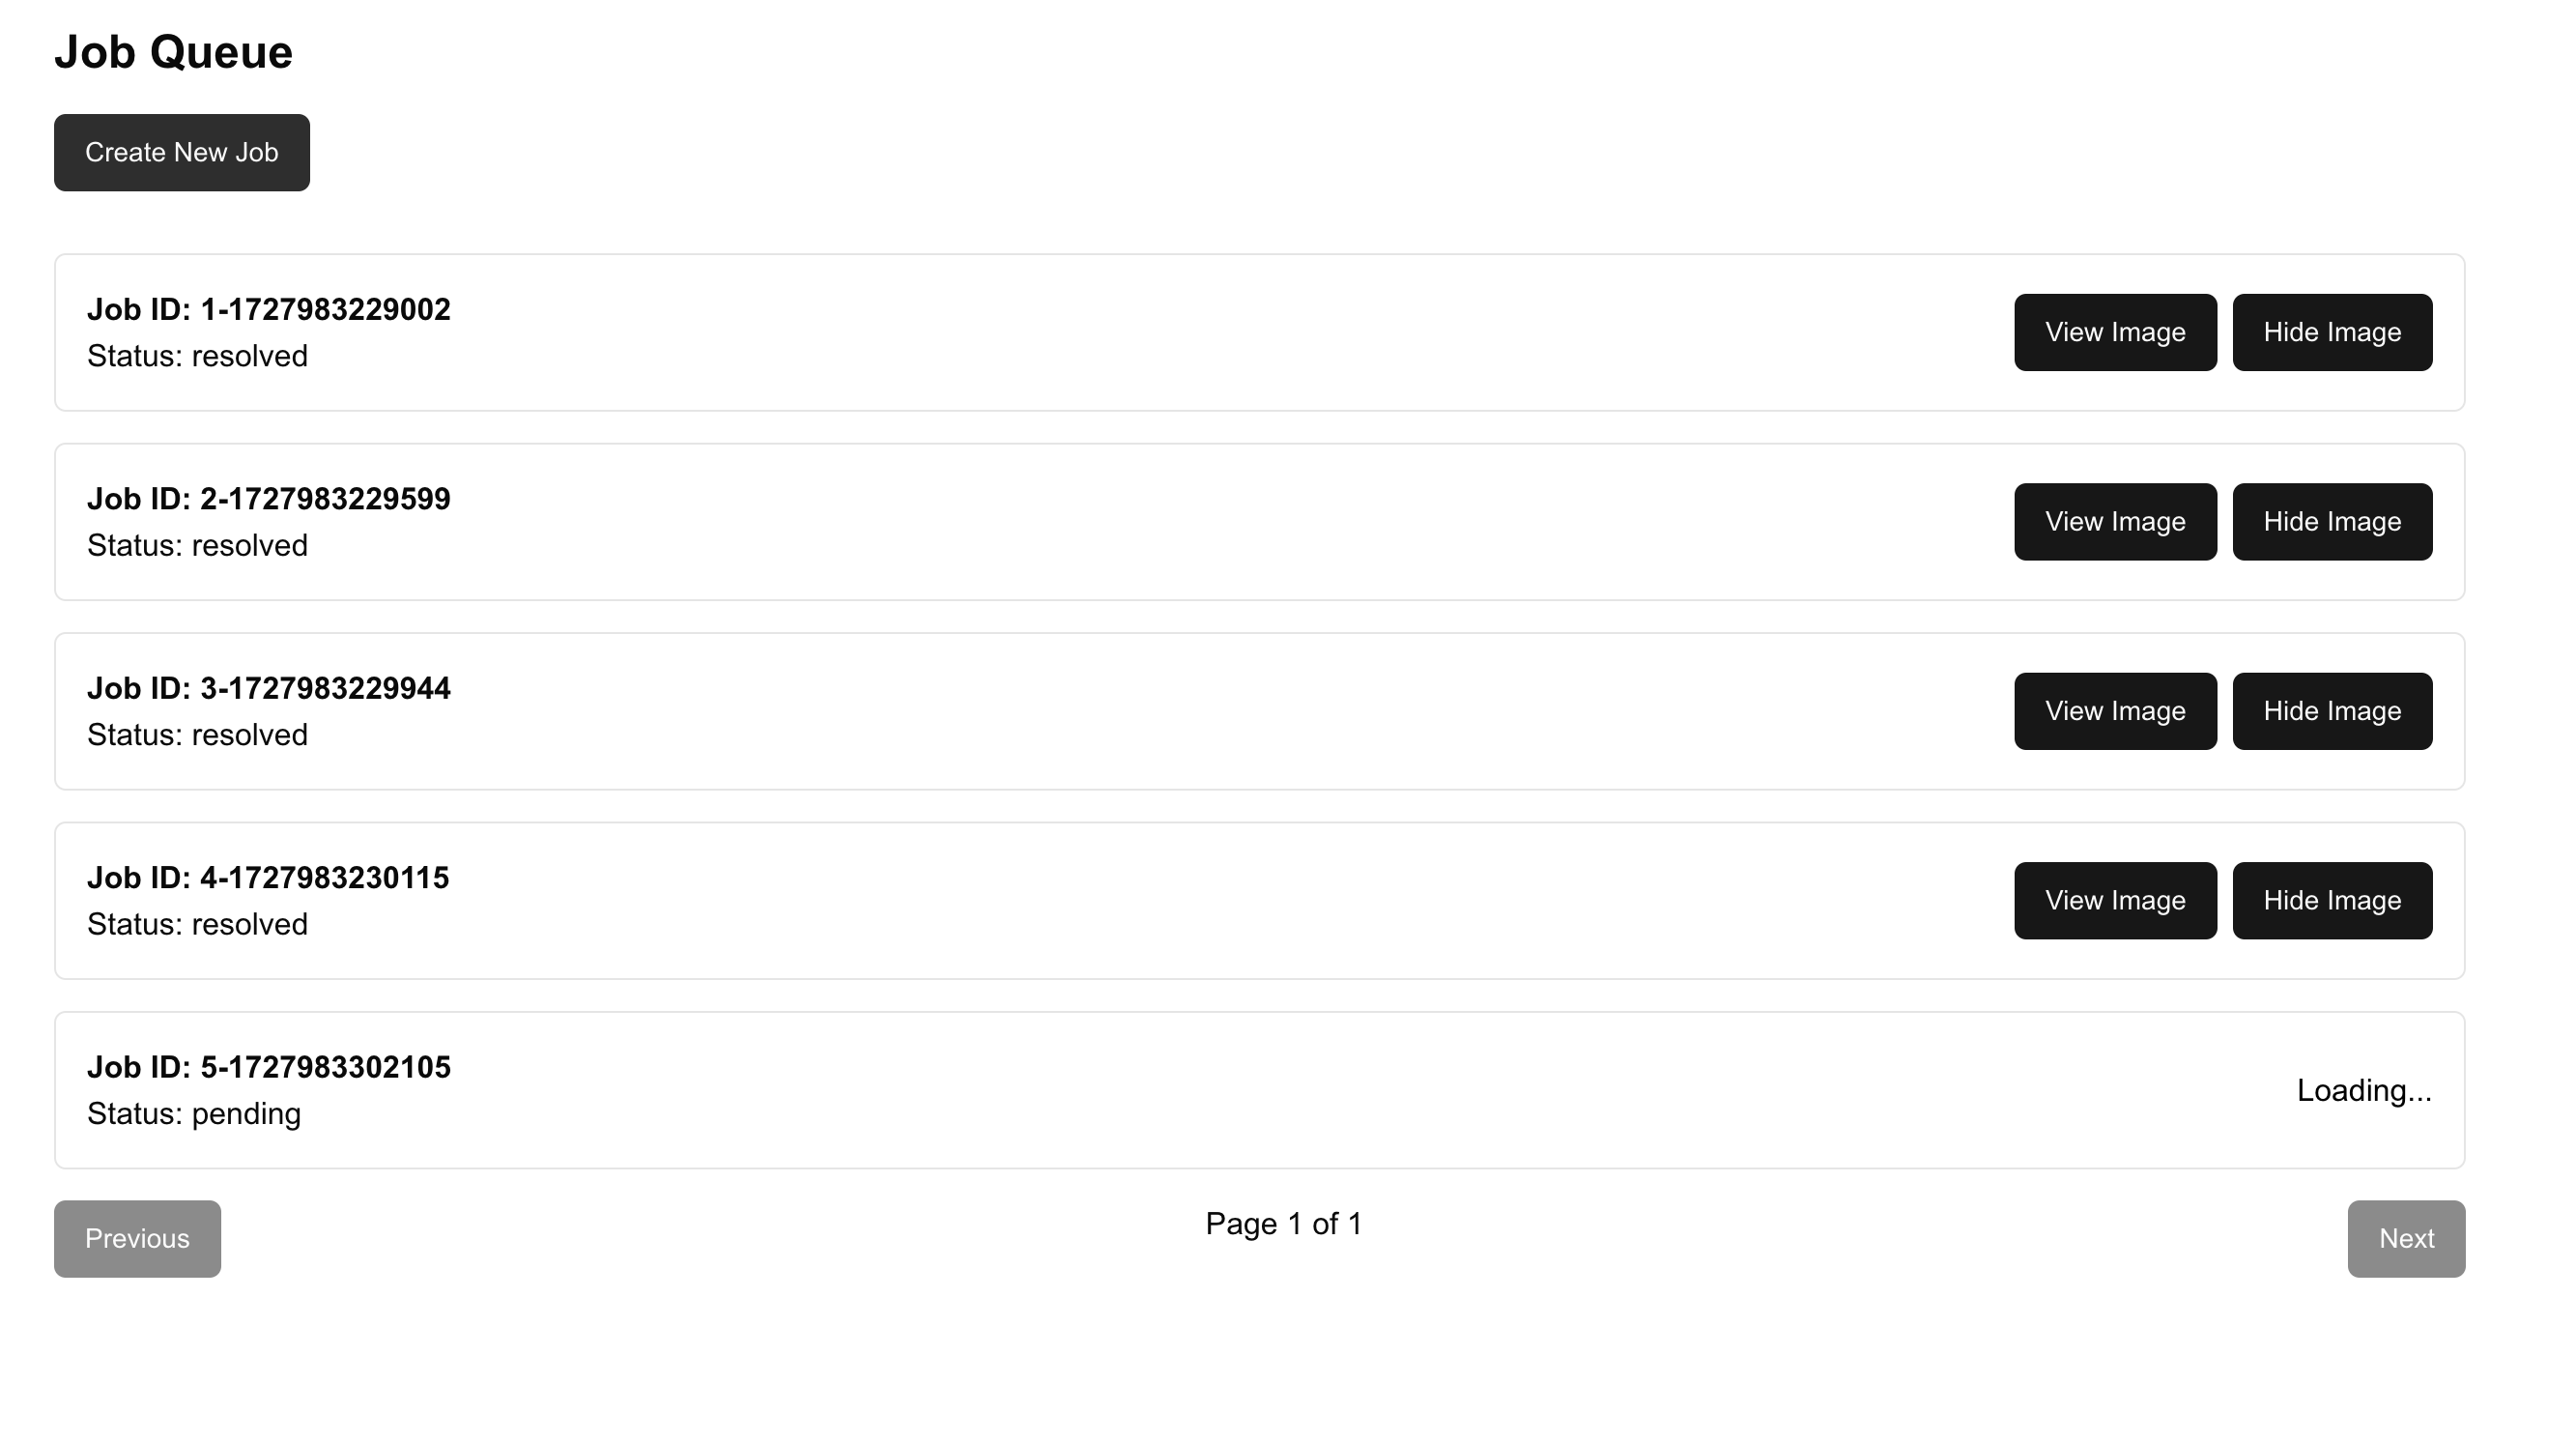 Job Queue
Create New Job
Job ID: 1-1727983229002
Status: resolved
View Image
Hide Image
Job ID: 2-1727983229599
Status: resolved
View Image
Hide Image
Job ID: 3-1727983229944
Status: resolved
View Image
Hide Image
Job ID: 4-1727983230115
Status: resolved
View Image
Hide Image
Job ID: 5-1727983302105
Status: pending
Loading...
Previous
Page 1 of 1
Next